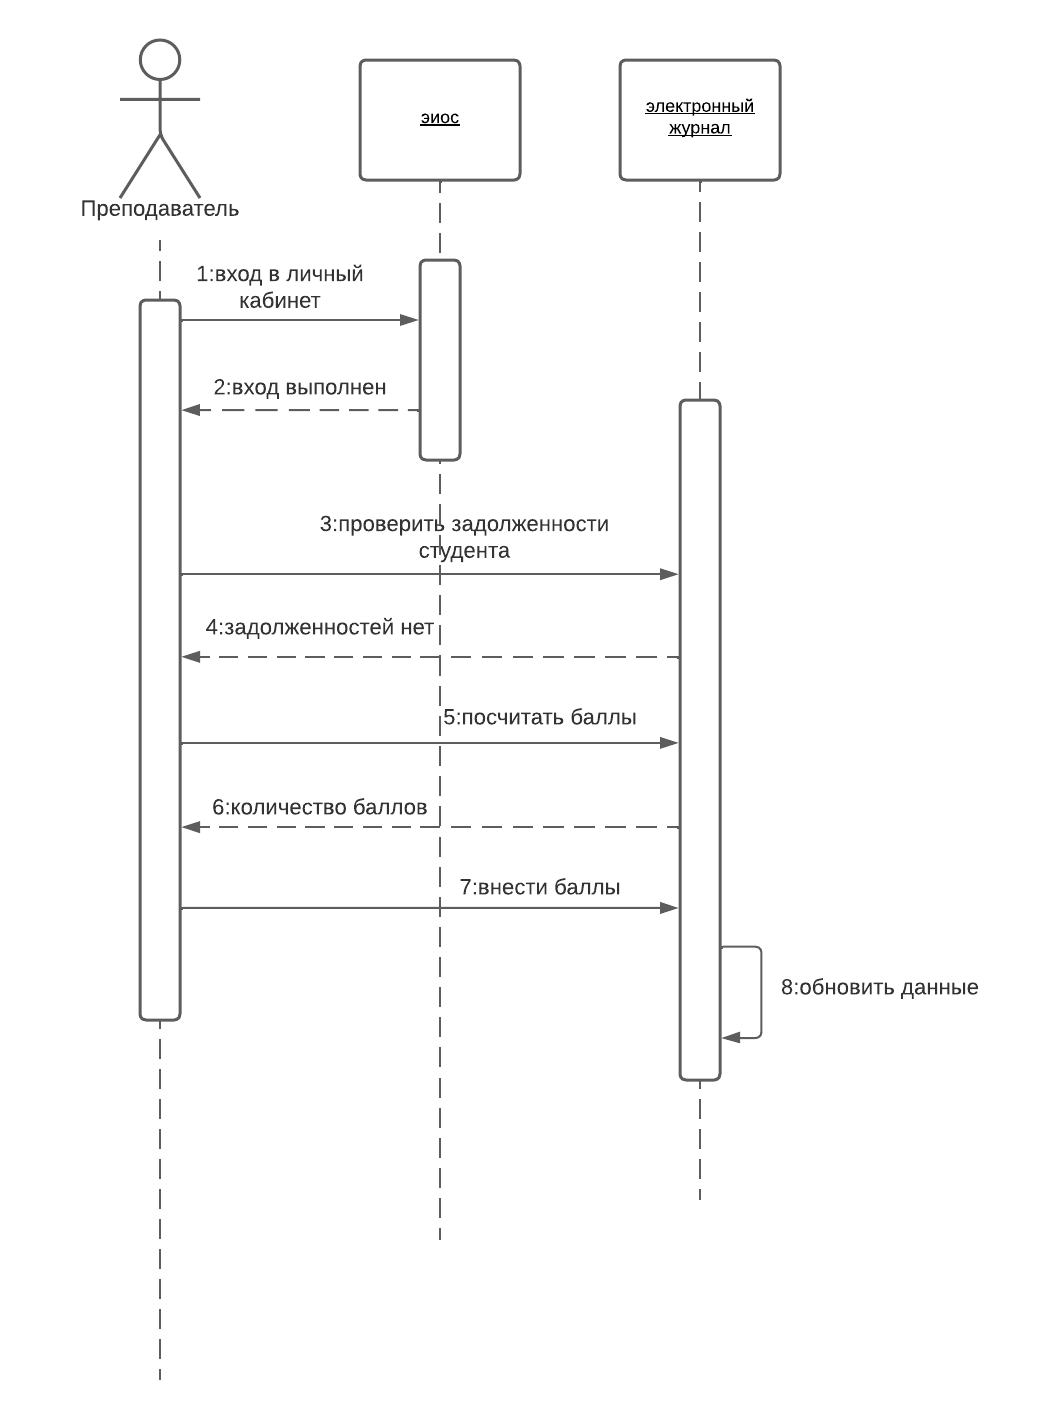 эиос
электронный
журнал
Преподаватель
1:вход в личный
кабинет
2:вход выполнен
3:проверить задолженности
студента
4:задолженностей нет
5:посчитать баллы
6:количество баллов
7:внести баллы
8:обновить данные